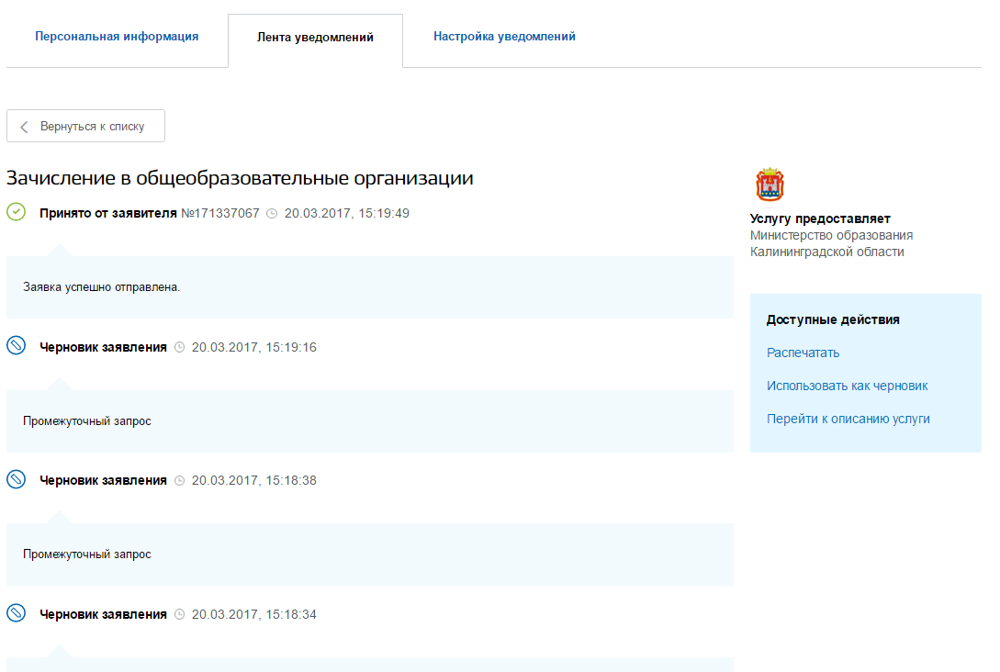 Персональная информация
Лента уведомлений
Настройка уведомлений
Вернуться к списку
Зачисление в общеобразовательные организации
Принято от заявителя №171337067 20.03.2017, 15:19:49
Заявка успешно отправлена.
Черновик заявления 20.03.2017, 15:19:16
Промежуточный запрос
Черновик заявления 20.03.2017, 15:18:38
Промежуточный запрос
Черновик заявления 20.03.2017, 15:18:34
Услугу предоставляет
Министерство образования
Калининградской области
Доступные действия
Распечатать
Использовать как черновик
Перейти к описанию услуги